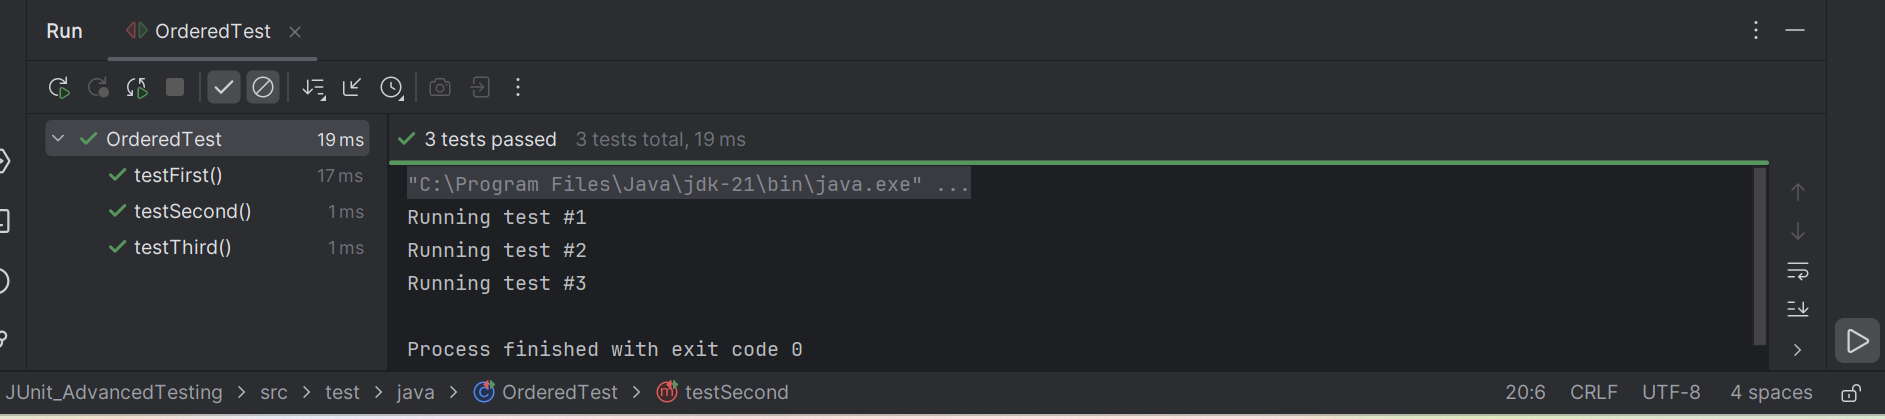 Run OrderedTest
OrderedTest 19 ms
testFirst() 17 ms
testSecond() 1 ms
testThird() 1 ms
3 tests passed 3 tests total, 19 ms
"C:\Program Files\Java\jdk-21\bin\java.exe" ...
Running test #1
Running test #2
Running test #3
Process finished with exit code 0
JUnit_AdvancedTesting > src > test > java > OrderedTest > testSecond 20:6 CRLF UTF-8 4 spaces